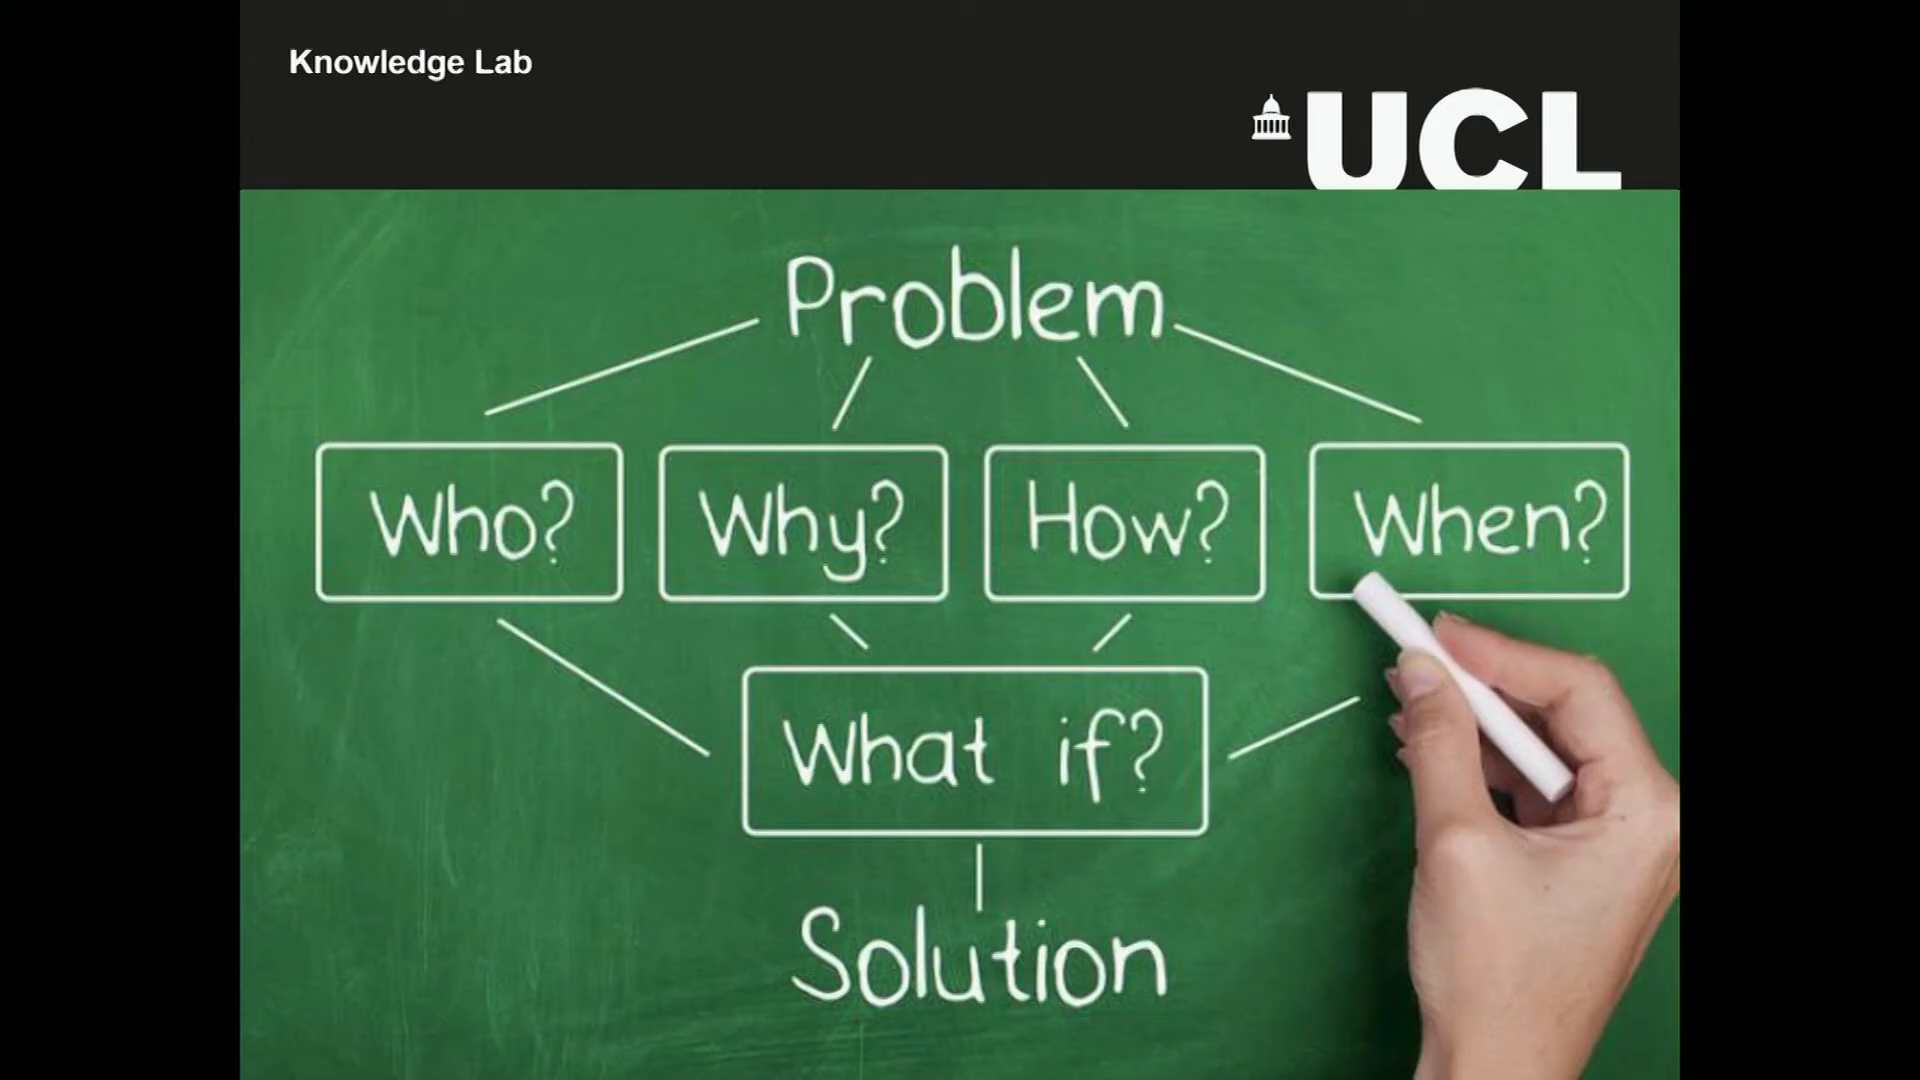 Knowledge Lab
UCL
Problem
Who? Why? How? When?
What if?
Solution